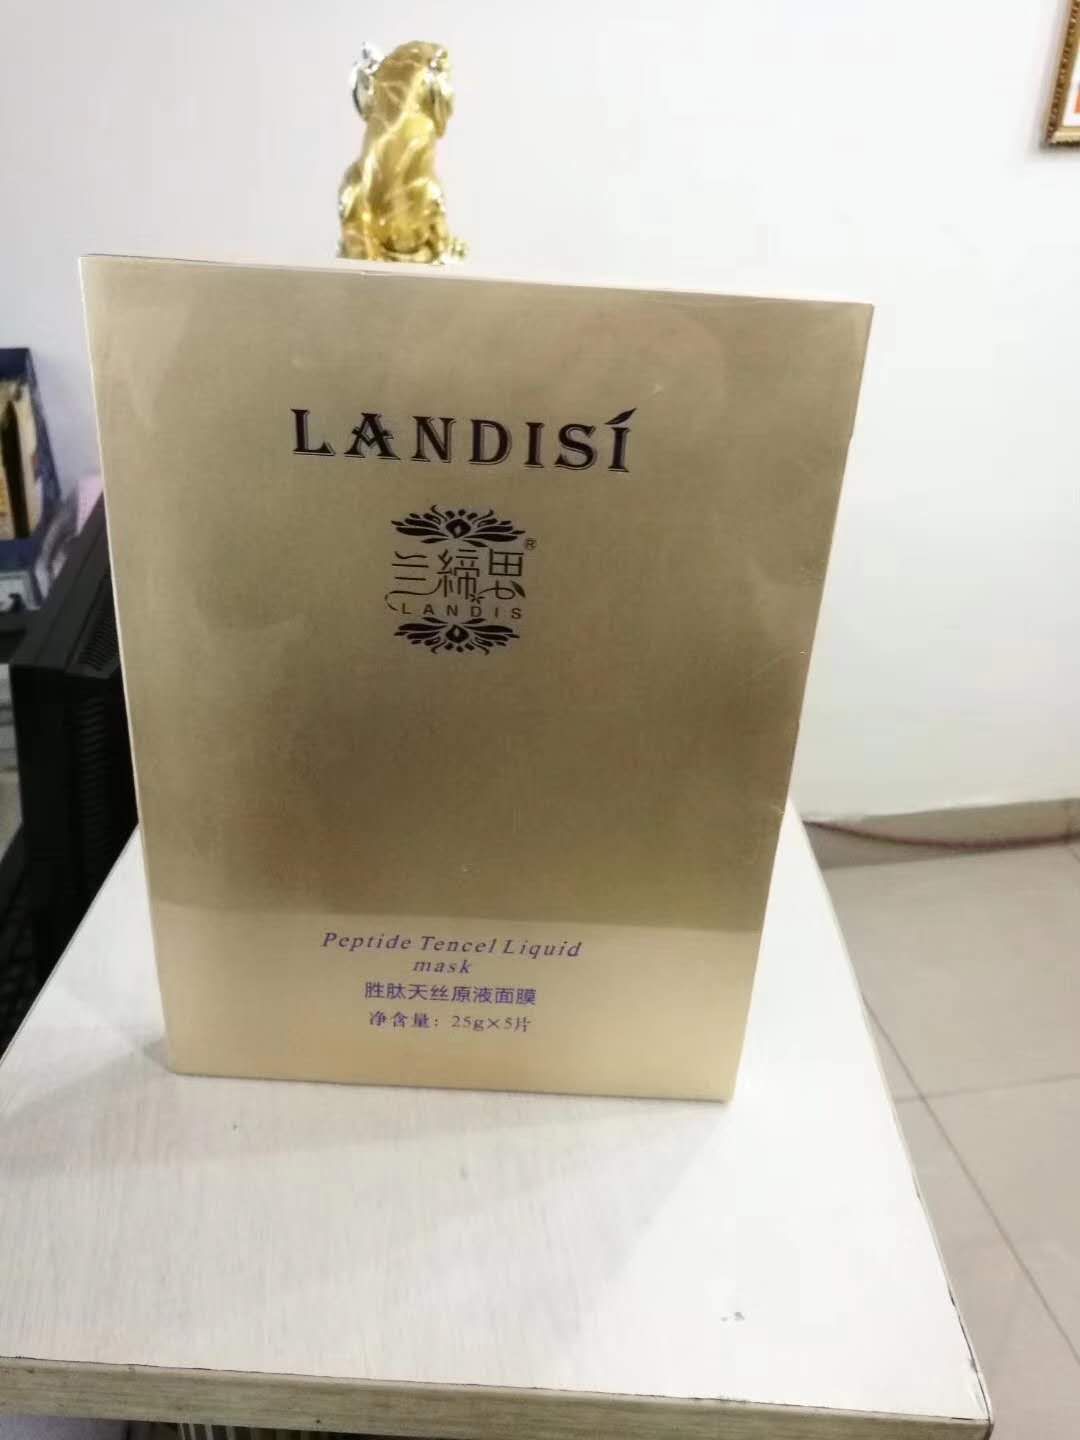 LANDISÍ
兰締思®
LANDIS
Peptide Tencel Liquid
mask
胜肽天丝原液面膜
净含量：25g×5片